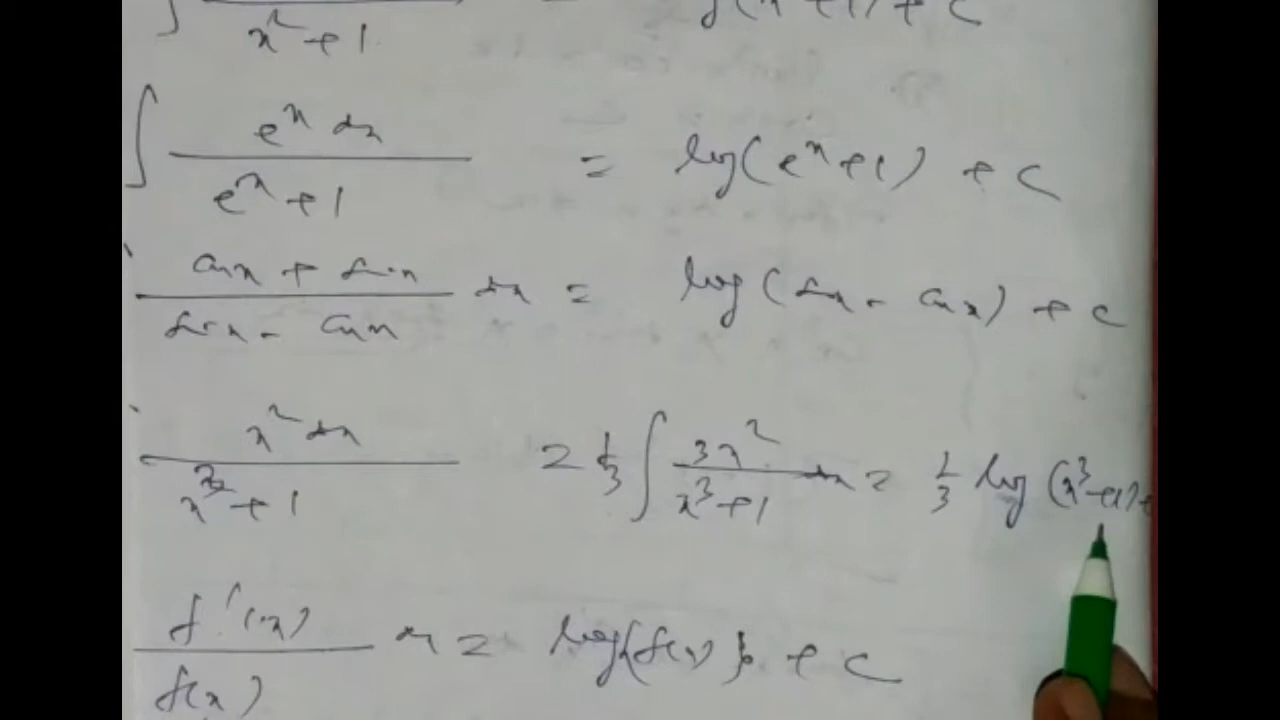 ∫ x² + 1 (x + 1) + c
∫ eˣ dx / eˣ + 1 = log(eˣ + 1) + c
cos x + sin x / sin x - cos x dx = log(sin x - cos x) + c
x² dx / x³ + 1 = 1/3 ∫ 3x² / x³ + 1 dx = 1/3 log(x³ + 1) +
f'(x) / f(x) dx = log{f(x)} + c